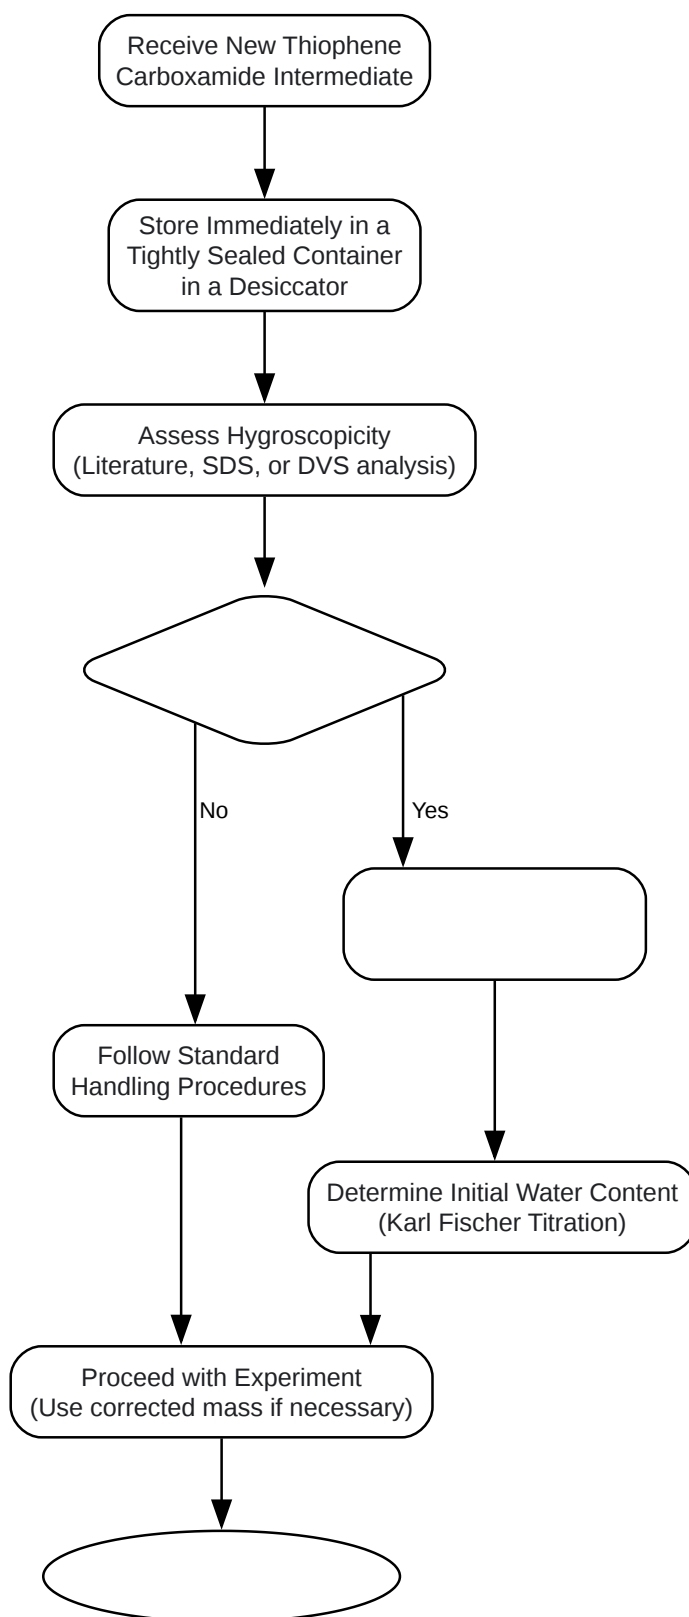 Receive New Thiophene
Carboxamide Intermediate
Store Immediately in a
Tightly Sealed Container
in a Desiccator
Assess Hygroscopicity
(Literature, SDS, or DVS analysis)
No
Yes
Follow Standard
Handling Procedures
Determine Initial Water Content
(Karl Fischer Titration)
Proceed with Experiment
(Use corrected mass if necessary)